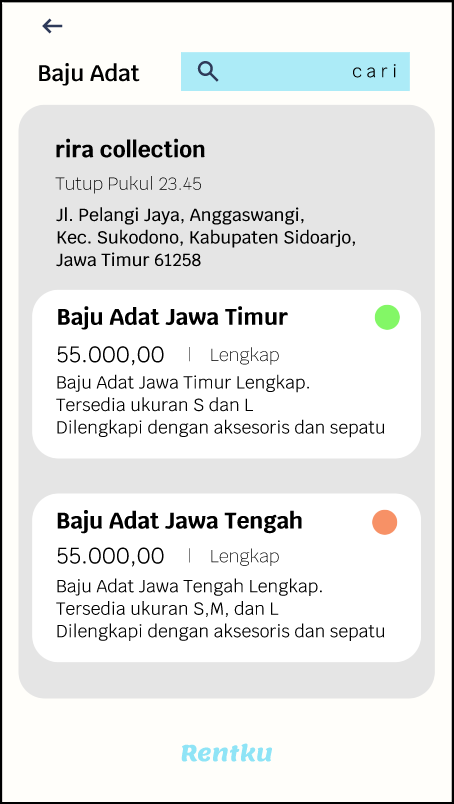 Baju Adat
cari
rira collection
Tutup Pukul 23.45
Jl. Pelangi Jaya, Anggaswangi,
Kec. Sukodono, Kabupaten Sidoarjo,
Jawa Timur 61258
Baju Adat Jawa Timur
55.000,00 | Lengkap
Baju Adat Jawa Timur Lengkap.
Tersedia ukuran S dan L
Dilengkapi dengan aksesoris dan sepatu
Baju Adat Jawa Tengah
55.000,00 | Lengkap
Baju Adat Jawa Tengah Lengkap.
Tersedia ukuran S,M, dan L
Dilengkapi dengan aksesoris dan sepatu
Rentku